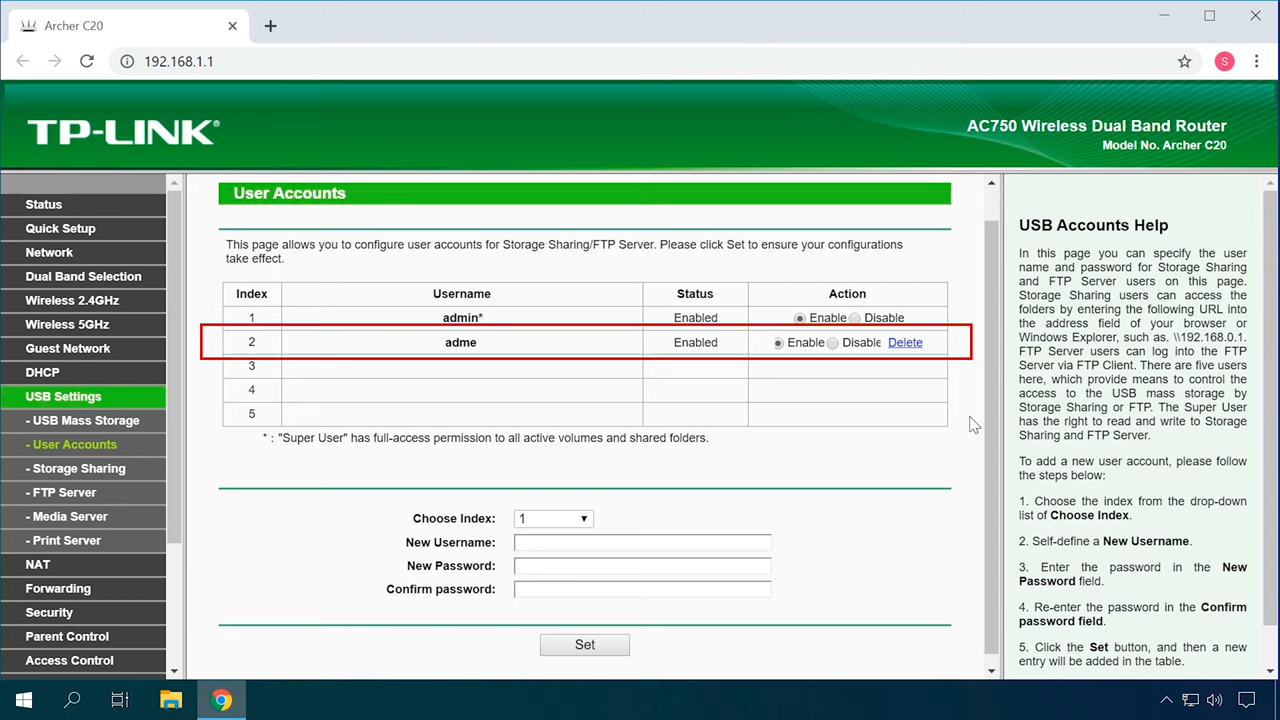 Archer C20
192.168.1.1
S
TP-LINK®
AC750 Wireless Dual Band Router
Model No. Archer C20
Status
Quick Setup
Network
Dual Band Selection
Wireless 2.4GHz
Wireless 5GHz
Guest Network
DHCP
USB Settings
- USB Mass Storage
- User Accounts
- Storage Sharing
- FTP Server
- Media Server
- Print Server
NAT
Forwarding
Security
Parent Control
Access Control
User Accounts
This page allows you to configure user accounts for Storage Sharing/FTP Server. Please click Set to ensure your configurations
take effect.
Index Username Status Action
1 admin* Enabled Enable Disable
2 adme Enabled Enable Disable Delete
3
4
5
* : "Super User" has full-access permission to all active volumes and shared folders.
Choose Index: 1
New Username:
New Password:
Confirm password:
Set
USB Accounts Help
In this page you can specify the user
name and password for Storage Sharing
and FTP Server users on this page.
Storage Sharing users can access the
folders by entering the following URL into
the address field of your browser or
Windows Explorer, such as. \\192.168.0.1.
FTP Server users can log into the FTP
Server via FTP Client. There are five users
here, which provide means to control the
access to the USB mass storage by
Storage Sharing or FTP. The Super User
has the right to read and write to Storage
Sharing and FTP Server.
To add a new user account, please follow
the steps below:
1. Choose the index from the drop-down
list of Choose Index.
2. Self-define a New Username.
3. Enter the password in the New
Password field.
4. Re-enter the password in the Confirm
password field.
5. Click the Set button, and then a new
entry will be added in the table.